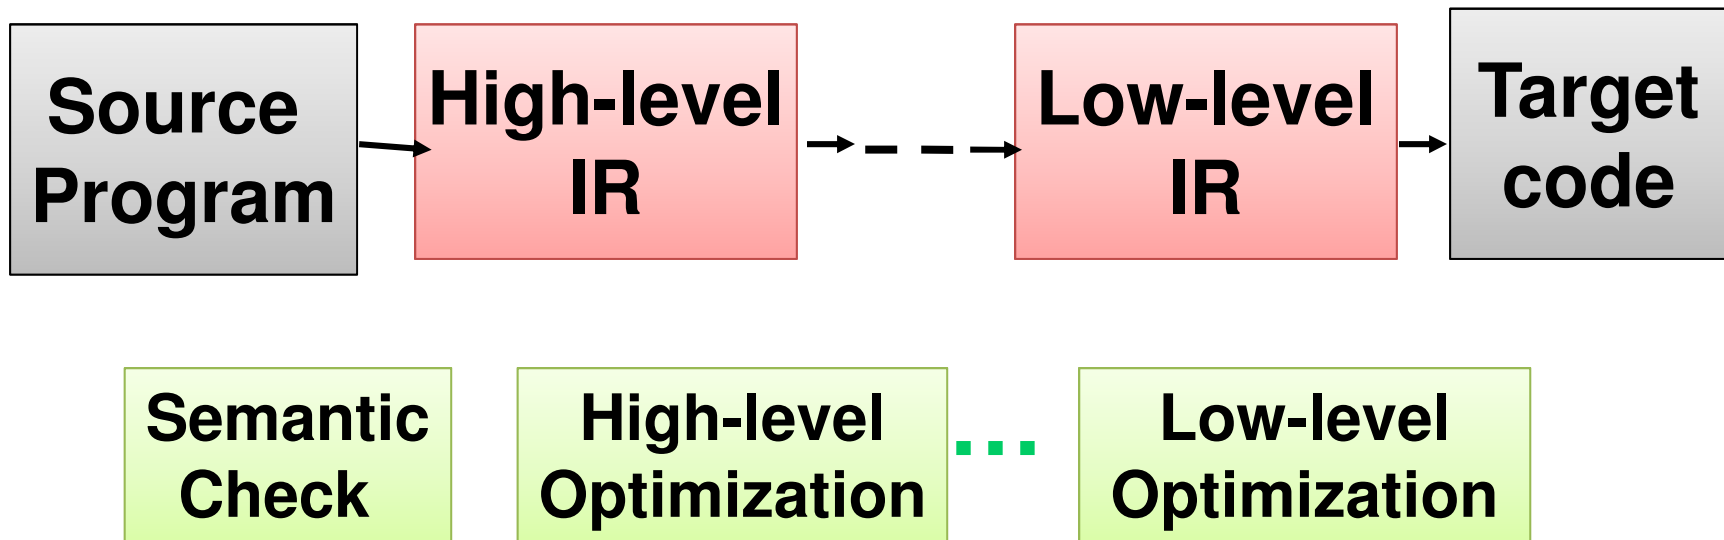 Source
Program
High-level
IR
Low-level
IR
Target
code
Semantic
Check
High-level
Optimization
...
Low-level
Optimization